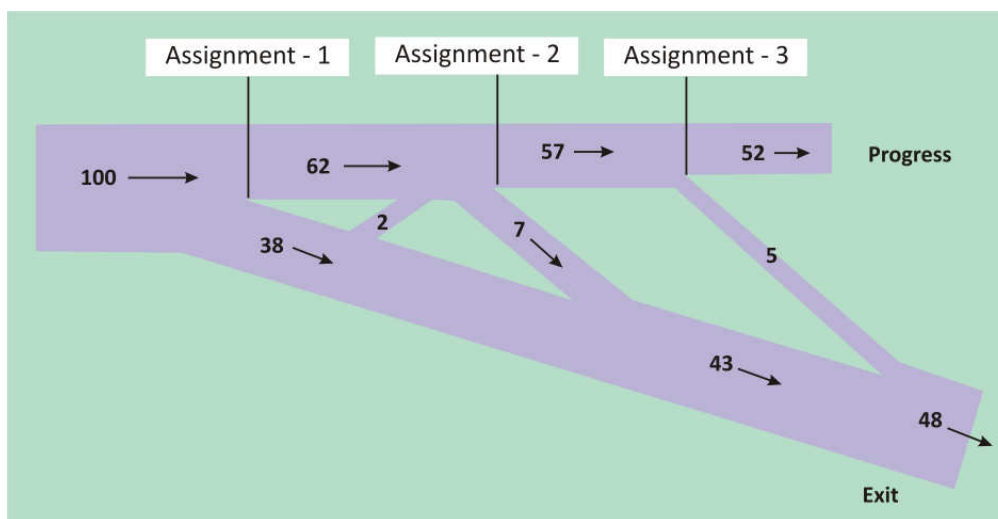 Assignment - 1
Assignment - 2
Assignment - 3
100
62
57
52
Progress
38
2
7
5
43
48
Exit